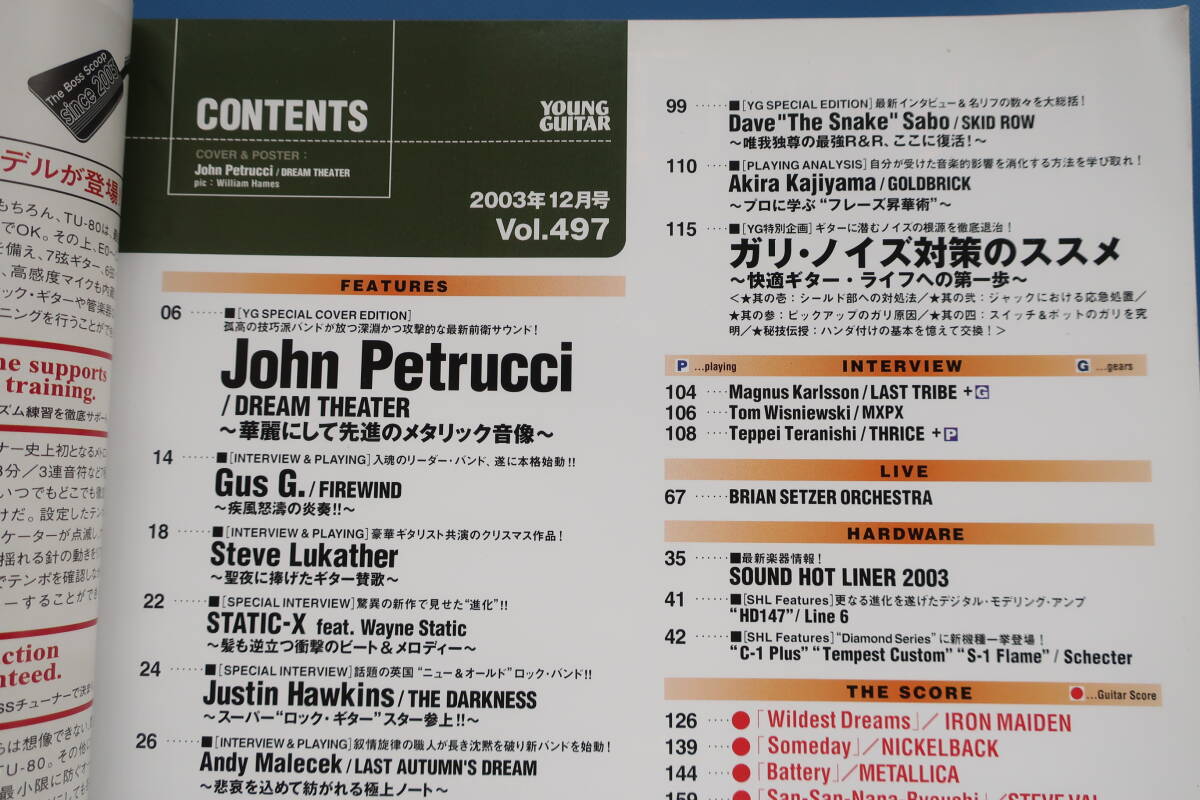 The Boss Scoop
since 2003
デルが登場
もちろん、TU-80は、
でOK。その上、
を備え、7弦ギター、6弦
、高感度マイクも内蔵
ック・ギターや管楽器
ニングを行うことがで
ne supports
training.
ズム練習を徹底サポー
ナー史上初となるメト
3分／3連音符など
いつでもどこでも
けだ。設定したテン
ケーターが点滅し
揺れる針の動きを
でテンポを確認しなが
ーすることができ
ction
nteed.
SSチューナーで決ま
らは想像できない
TU-80。その他に
最小限に防ぐオー
CONTENTS
YOUNG
GUITAR
COVER & POSTER :
John Petrucci / DREAM THEATER
pic : William Hames
2003年12月号
Vol.497
FEATURES
06 ······■[YG SPECIAL COVER EDITION]
孤高の技巧派バンドが放つ深淵かつ攻撃的な最新前衛サウンド！
John Petrucci
/ DREAM THEATER
～華麗にして先進のメタリック音像～
14 ······■[INTERVIEW & PLAYING] 入魂のリーダー・バンド、遂に本格始動!!
Gus G. / FIREWIND
～疾風怒濤の炎奏!!～
18 ······■[INTERVIEW & PLAYING] 豪華ギタリスト共演のクリスマス作品！
Steve Lukather
～聖夜に捧げたギター賛歌～
22 ······■[SPECIAL INTERVIEW] 驚異の新作で見せた“進化”!!
STATIC-X feat. Wayne Static
～髪も逆立つ衝撃のビート＆メロディー～
24 ······■[SPECIAL INTERVIEW] 話題の英国 “ニュー＆オールド” ロック・バンド!!
Justin Hawkins / THE DARKNESS
～スーパー“ロック・ギター”スター参上!!～
26 ······■[INTERVIEW & PLAYING] 叙情旋律の職人が長き沈黙を破り新バンドを始動！
Andy Malecek / LAST AUTUMN'S DREAM
～悲哀を込めて紡がれる極上ノート～
99 ······■[YG SPECIAL EDITION] 最新インタビュー＆名リフの数々を大総括！
Dave "The Snake" Sabo / SKID ROW
～唯我独尊の最強R&R、ここに復活！～
110 ······■[PLAYING ANALYSIS] 自分が受けた音楽的影響を消化する方法を学び取れ！
Akira Kajiyama / GOLDBRICK
～プロに学ぶ“フレーズ昇華術”～
115 ······■[YG特別企画] ギターに潜むノイズの根源を徹底退治！
ガリ・ノイズ対策のススメ
～快適ギター・ライフへの第一歩～
＜★其の壱：シールド部への対処法／★其の弐：ジャックにおける応急処置／
★其の参：ピックアップのガリ原因／★其の四：スイッチ＆ポットのガリを究
明／★秘技伝授：ハンダ付けの基本を憶えて交換！＞
P …playing INTERVIEW G …gears
104 ···· Magnus Karlsson / LAST TRIBE +G
106 ···· Tom Wisniewski / MXPX
108 ···· Teppei Teranishi / THRICE +P
LIVE
67 ······ BRIAN SETZER ORCHESTRA
HARDWARE
35 ······■最新楽器情報！
SOUND HOT LINER 2003
41 ······■[SHL Features] 更なる進化を遂げたデジタル・モデリング・アンプ
“HD147” / Line 6
42 ······■[SHL Features] “Diamond Series” に新機種一挙登場！
“C-1 Plus” “Tempest Custom” “S-1 Flame” / Schecter
THE SCORE ●…Guitar Score
126 ····●「Wildest Dreams」／ IRON MAIDEN
139 ····●「Someday」／NICKELBACK
144 ····●「Battery」／METALLICA
159 ····●「San-San-Nana-Byoushi」／STEVE VAI